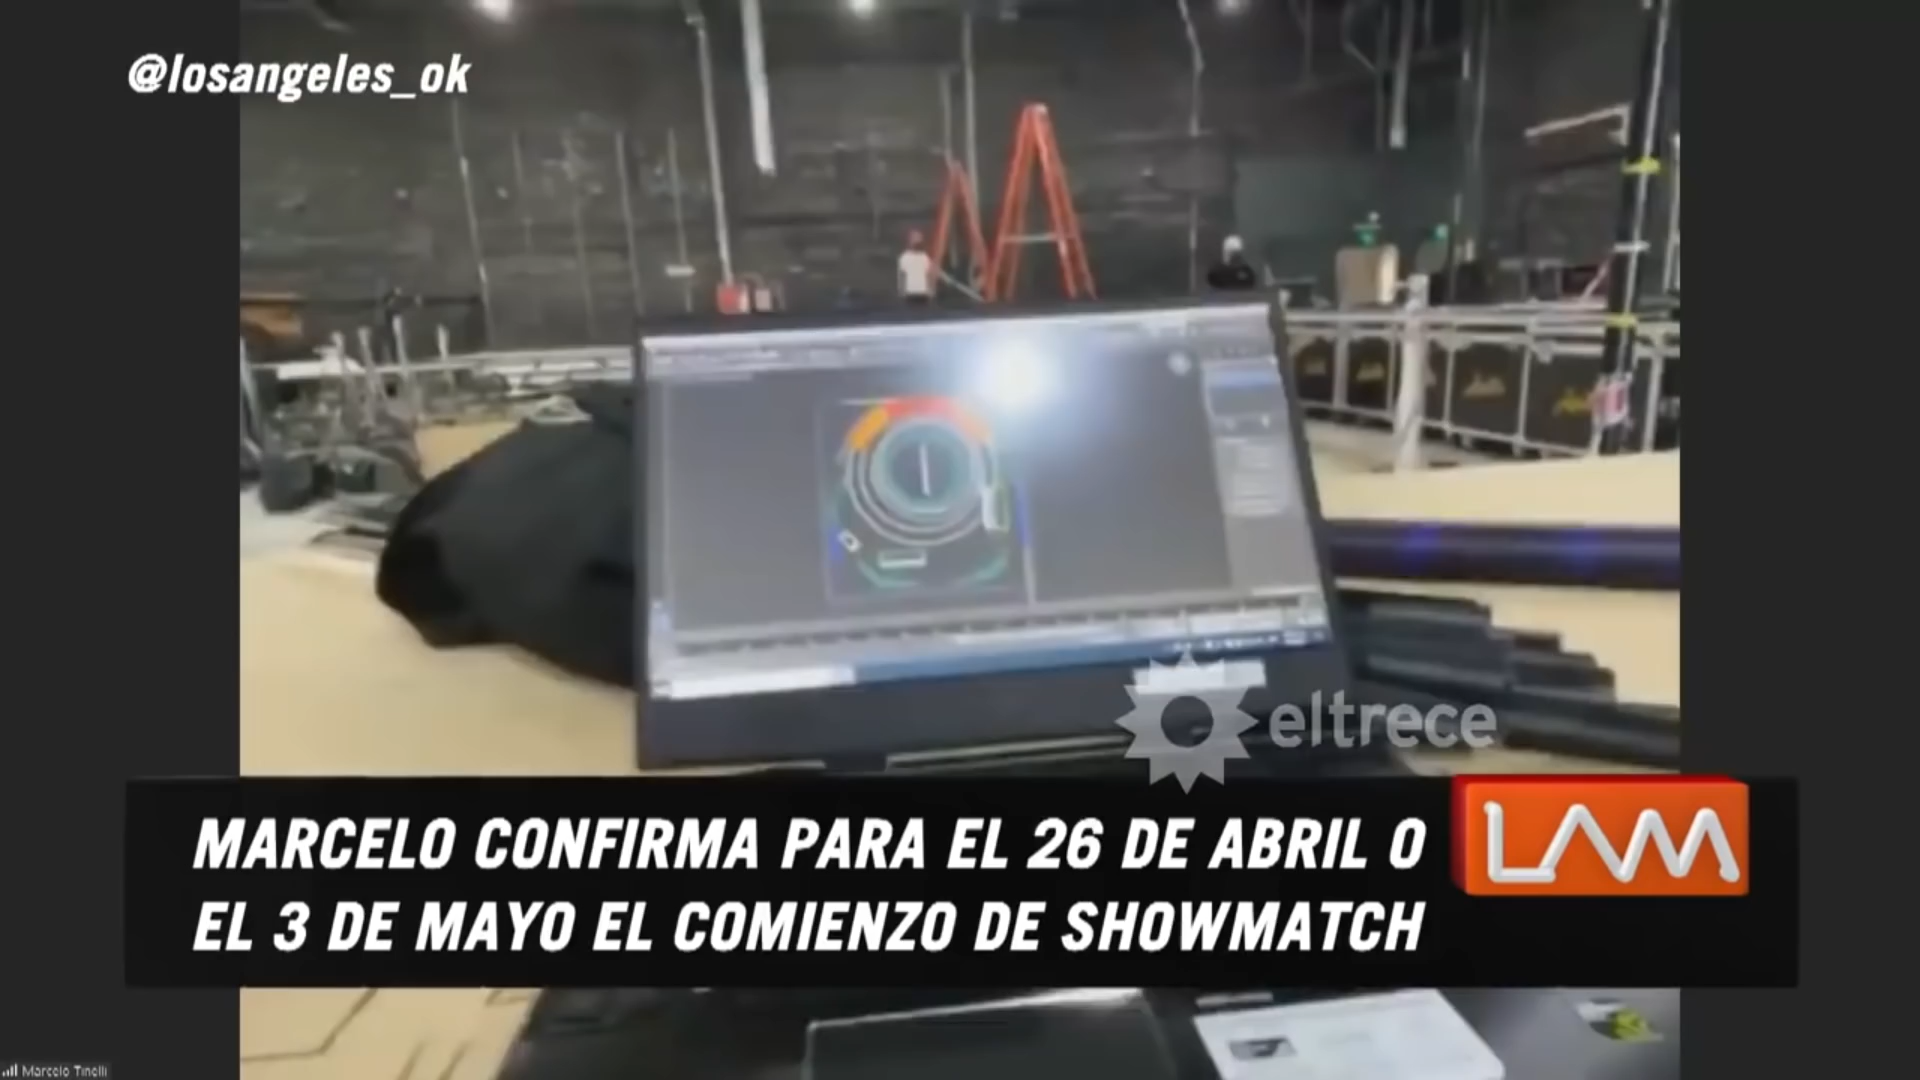 @losangeles_ok
eltrece
MARCELO CONFIRMA PARA EL 26 DE ABRIL O
EL 3 DE MAYO EL COMIENZO DE SHOWMATCH
LAM
Marcelo Tinelli